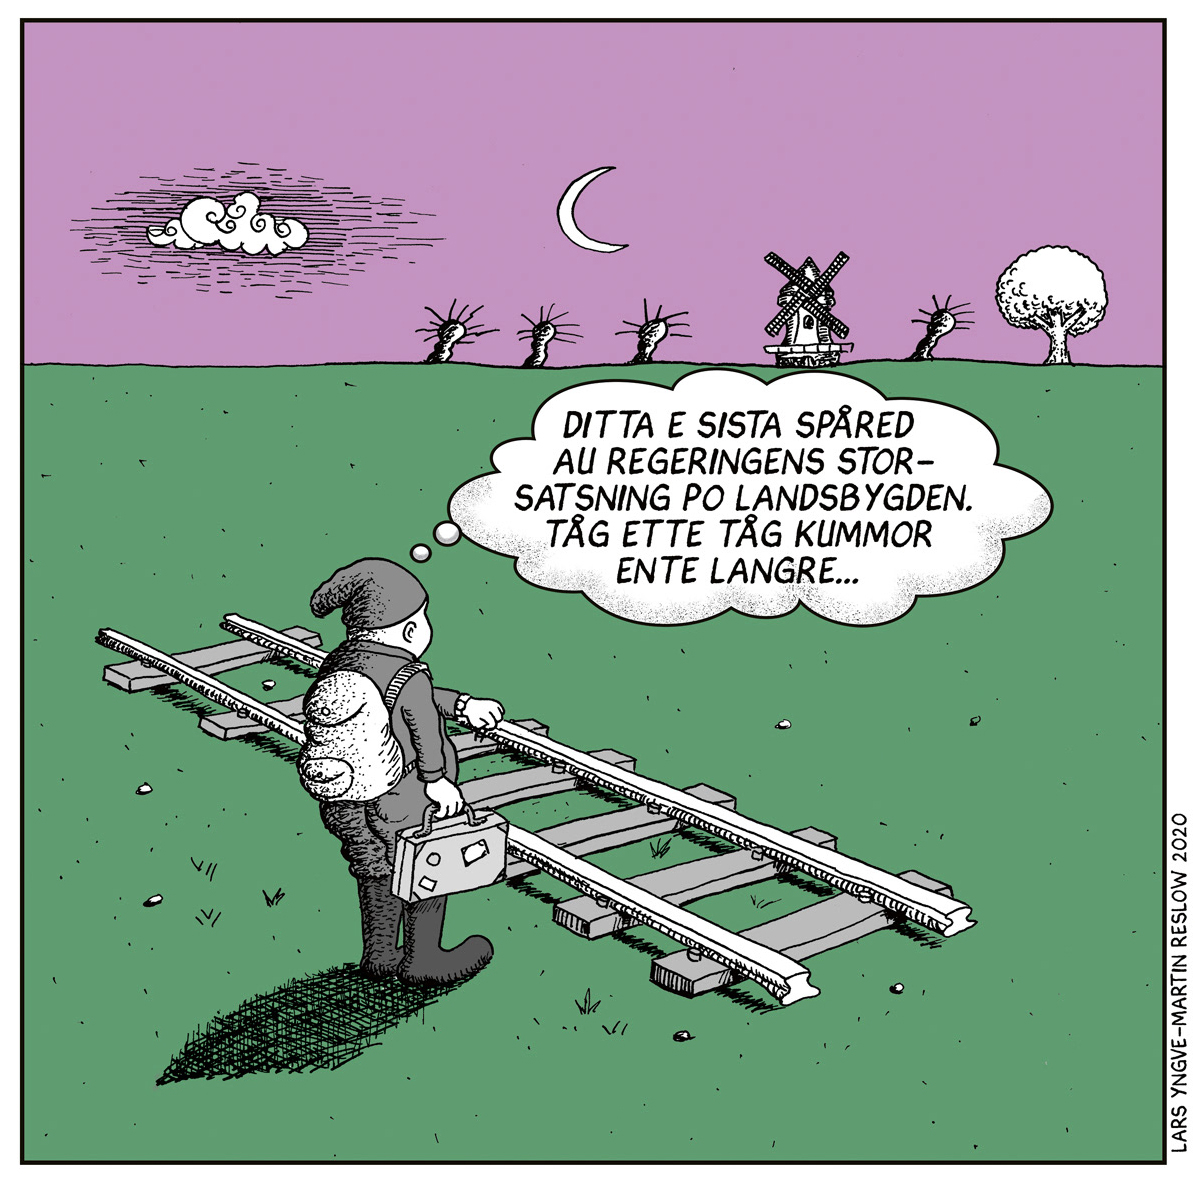 DITTA E SISTA SPÅRED
AU REGERINGENS STOR-
SATSNING PO LANDSBYGDEN.
TÅG ETTE TÅG KUMMOR
ENTE LANGRE...
LARS YNGVE-MARTIN RESLOW 2020